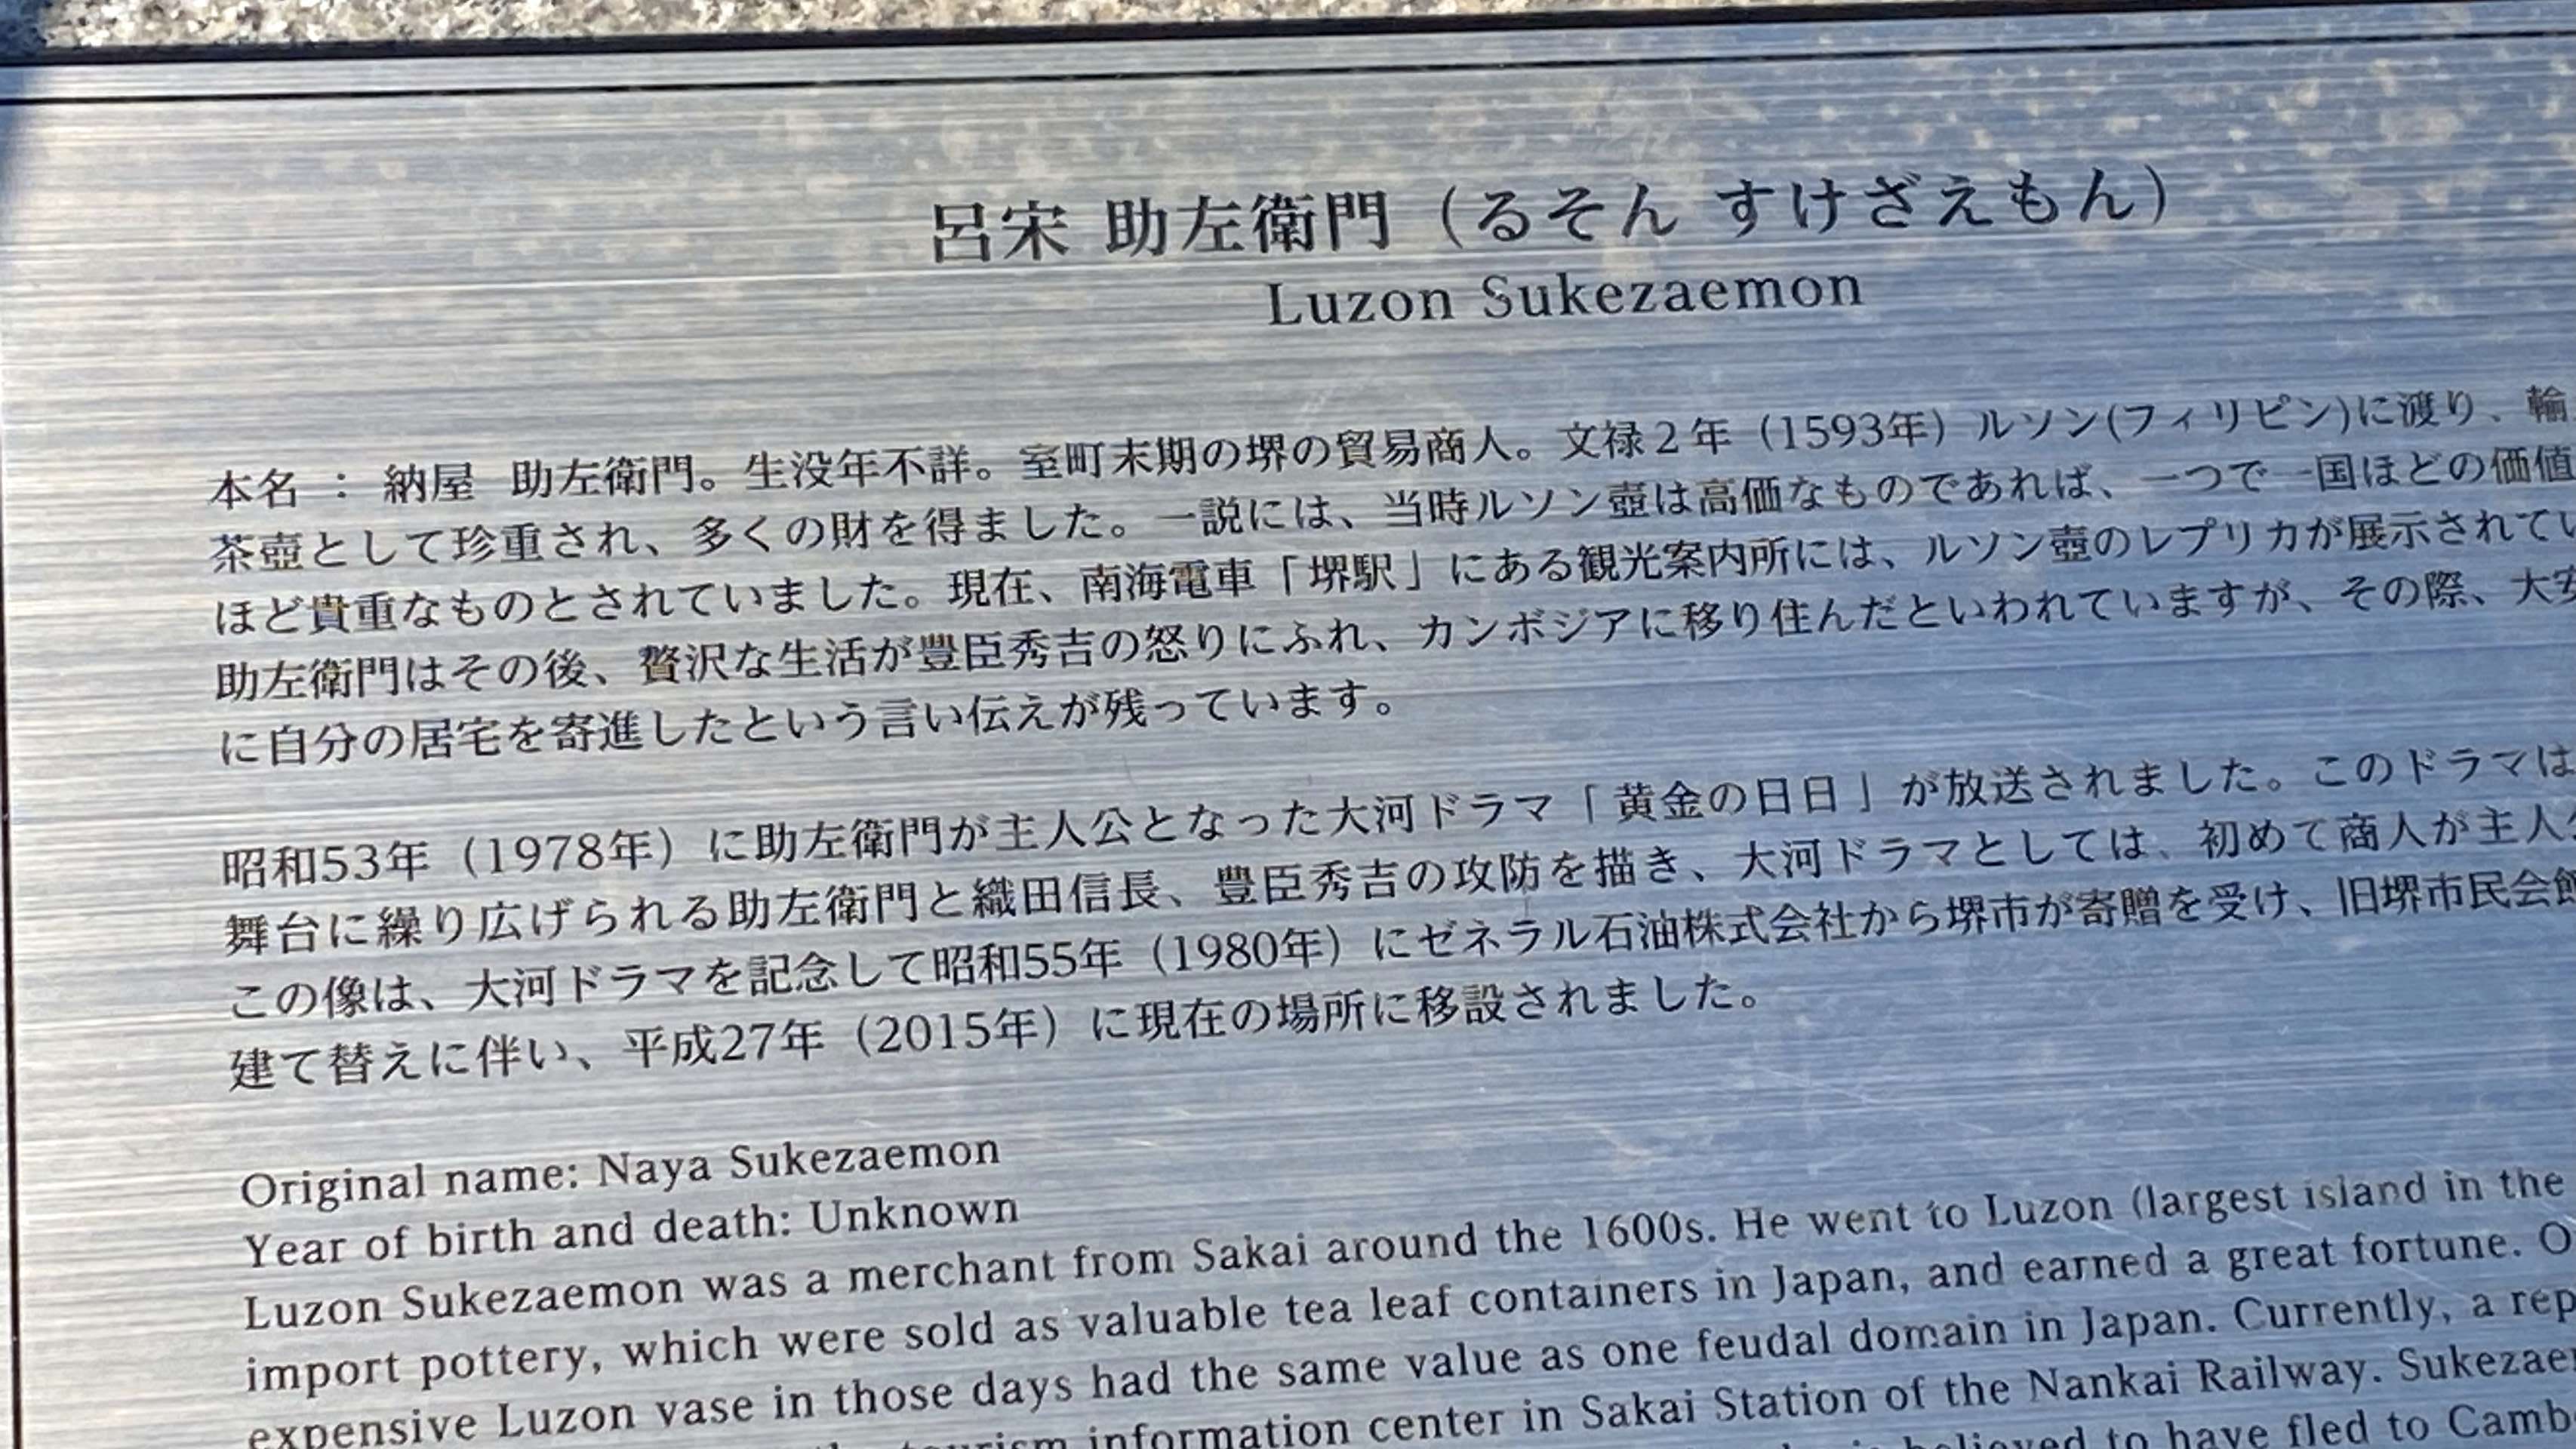 呂宋 助左衛門（るそん すけざえもん）
Luzon Sukezaemon
本名 ： 納屋 助左衛門。生没年不詳。室町末期の堺の貿易商人。文禄２年（1593年）ルソン(フィリピン)に渡り、輸
茶壺として珍重され、多くの財を得ました。一説には、当時ルソン壺は高価なものであれば、一つで一国ほどの価値
ほど貴重なものとされていました。現在、南海電車「堺駅」にある観光案内所には、ルソン壺のレプリカが展示されてい
助左衛門はその後、贅沢な生活が豊臣秀吉の怒りにふれ、カンボジアに移り住んだといわれていますが、その際、大安
に自分の居宅を寄進したという言い伝えが残っています。
昭和53年（1978年）に助左衛門が主人公となった大河ドラマ「黄金の日日」が放送されました。このドラマは
舞台に繰り広げられる助左衛門と織田信長、豊臣秀吉の攻防を描き、大河ドラマとしては、初めて商人が主人
この像は、大河ドラマを記念して昭和55年（1980年）にゼネラル石油株式会社から堺市が寄贈を受け、旧堺市民会館
建て替えに伴い、平成27年（2015年）に現在の場所に移設されました。
Original name: Naya Sukezaemon
Year of birth and death: Unknown
Luzon Sukezaemon was a merchant from Sakai around the 1600s. He went to Luzon (largest island in the
import pottery, which were sold as valuable tea leaf containers in Japan, and earned a great fortune. O
expensive Luzon vase in those days had the same value as one feudal domain in Japan. Currently, a rep
tourism information center in Sakai Station of the Nankai Railway. Sukezae
believed to have fled to Camb